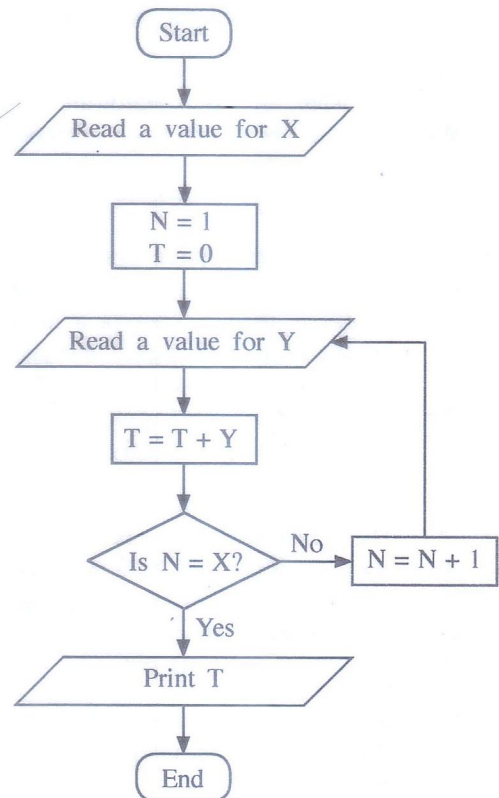 Start
Read a value for X
N = 1
T = 0
Read a value for Y
T = T + Y
Is N = X?
No
N = N + 1
Yes
Print T
End